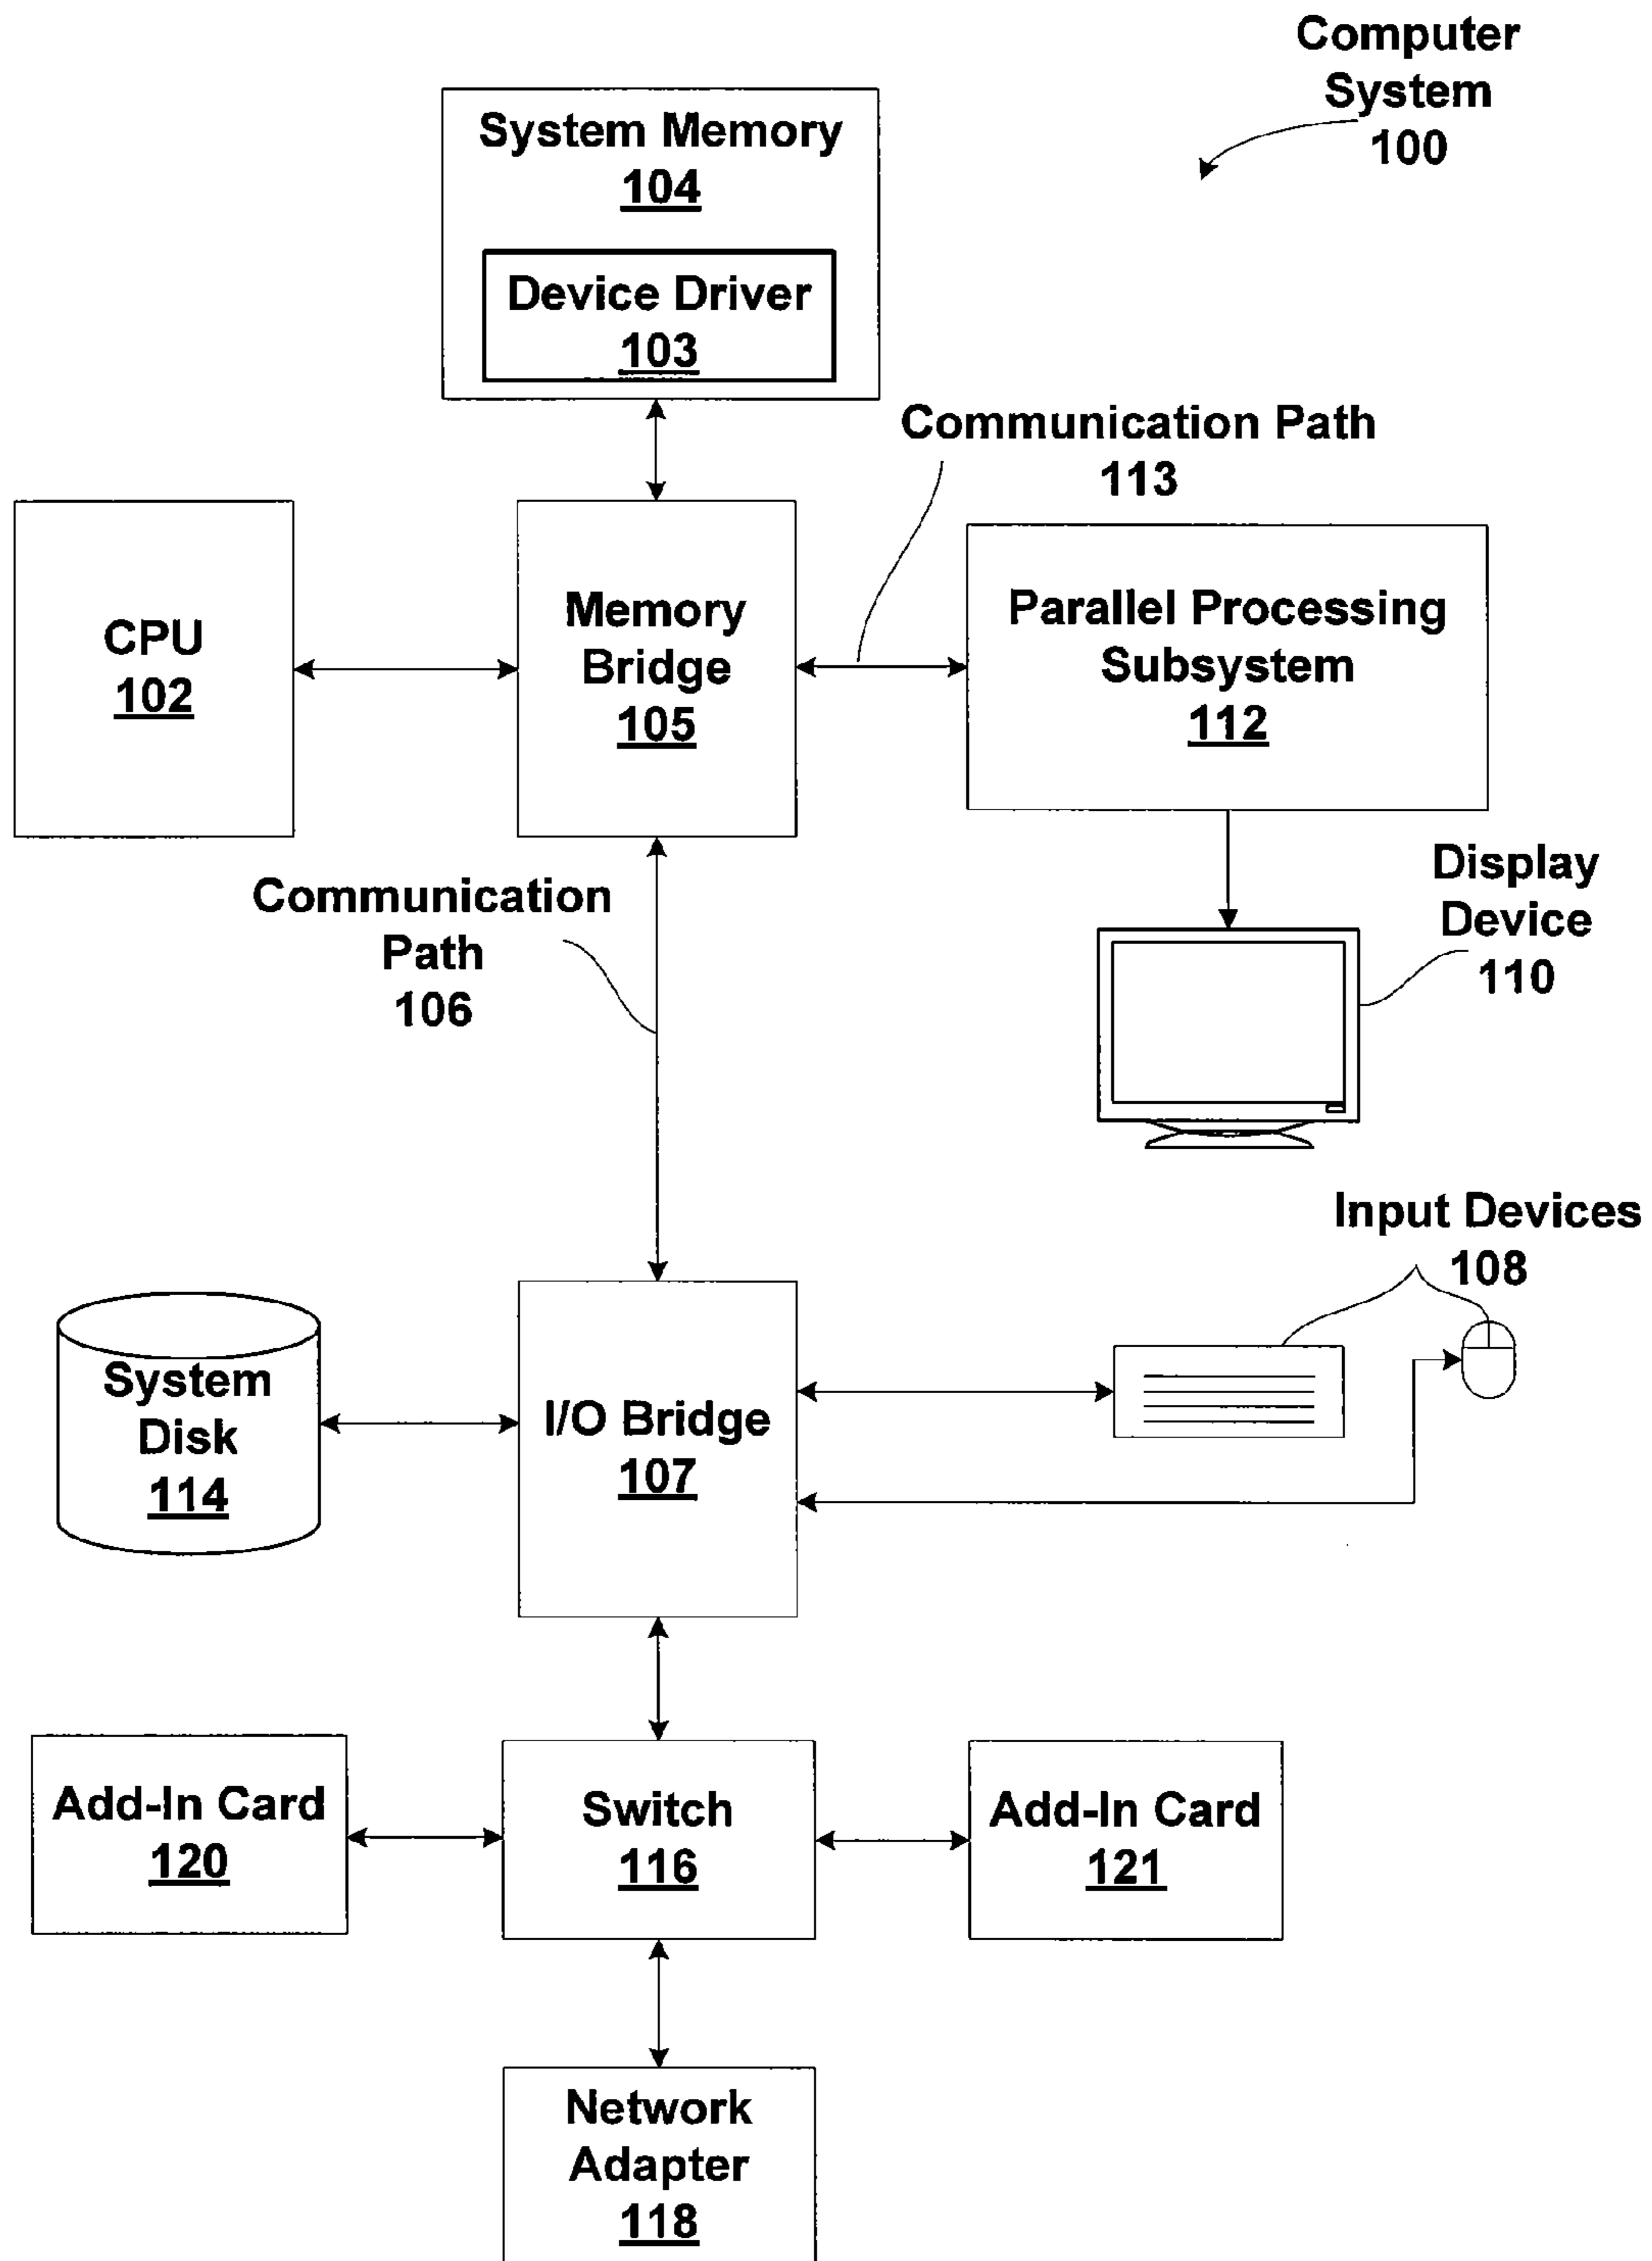 Computer
System
100
System Memory
104
Device Driver
103
Communication Path
113
CPU
102
Memory
Bridge
105
Parallel Processing
Subsystem
112
Communication
Path
106
Display
Device
110
Input Devices
108
System
Disk
114
I/O Bridge
107
Add-In Card
120
Switch
116
Add-In Card
121
Network
Adapter
118